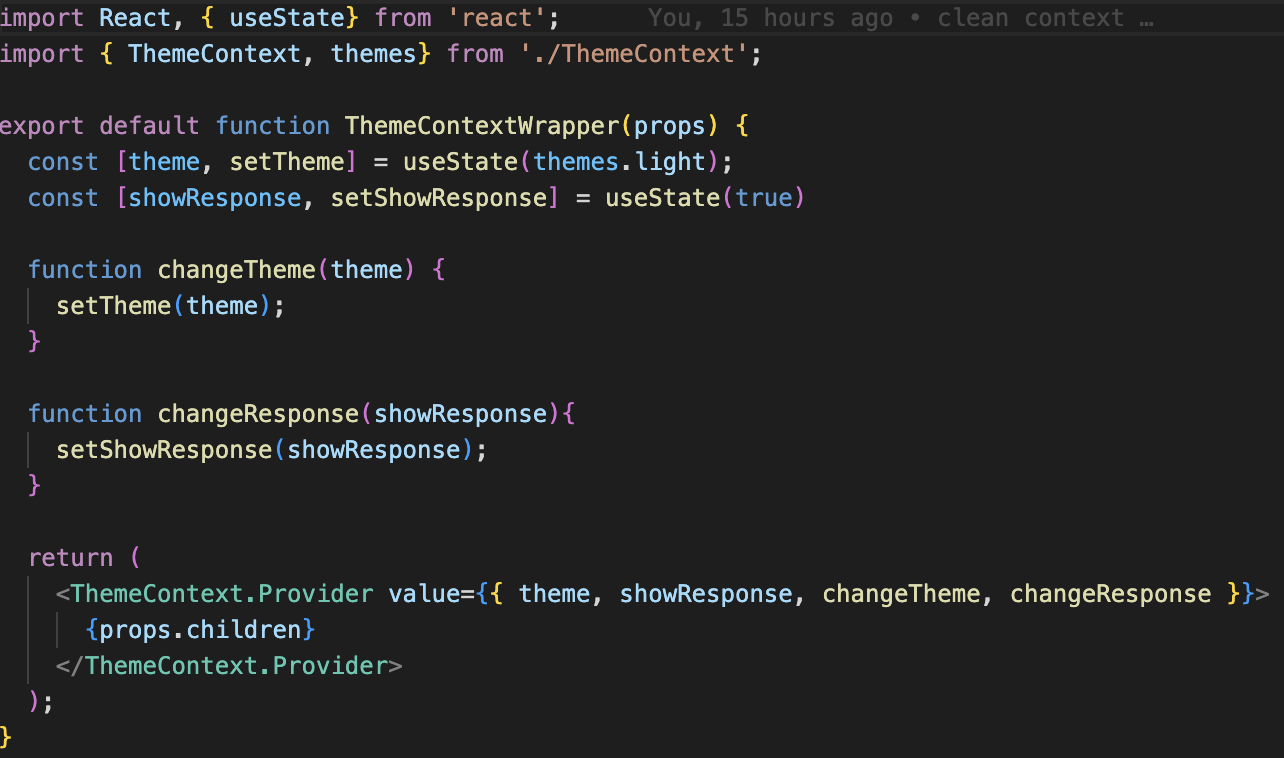 import React, { useState} from 'react'; You, 15 hours ago • clean context …
import { ThemeContext, themes} from './ThemeContext';
export default function ThemeContextWrapper(props) {
  const [theme, setTheme] = useState(themes.light);
  const [showResponse, setShowResponse] = useState(true)
  function changeTheme(theme) {
    setTheme(theme);
  }
  function changeResponse(showResponse){
    setShowResponse(showResponse);
  }
  return (
    <ThemeContext.Provider value={{ theme, showResponse, changeTheme, changeResponse }}>
      {props.children}
    </ThemeContext.Provider>
  );
}